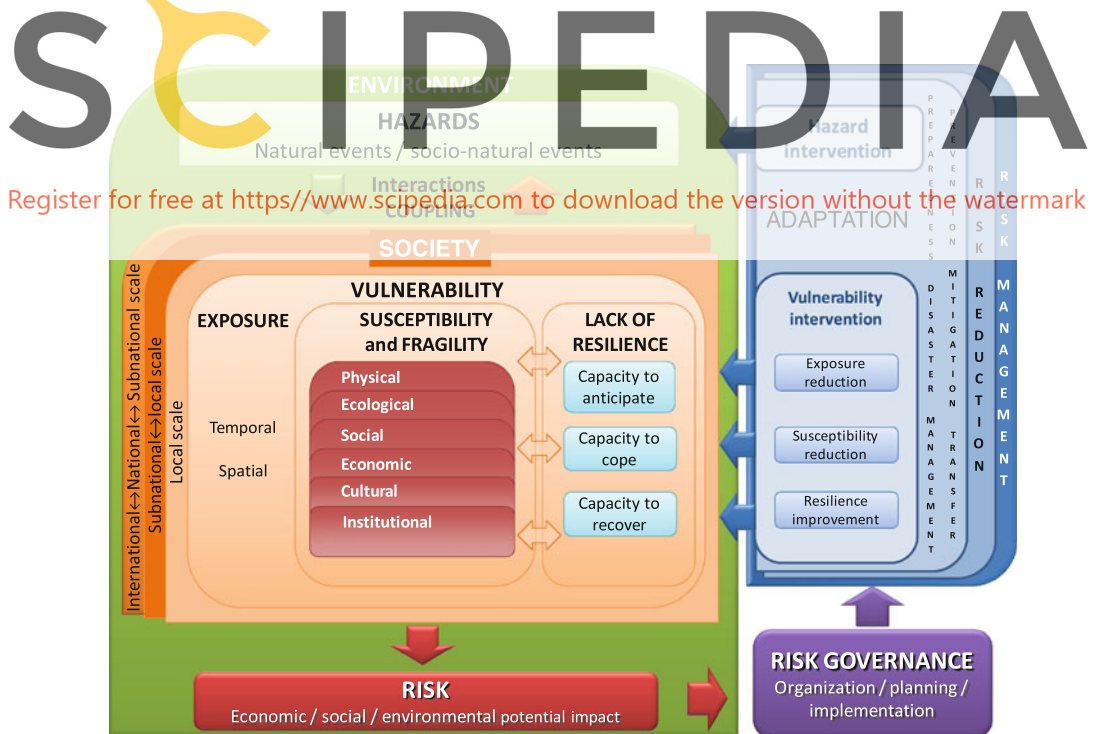 SCIPEDIA
Register for free at https//www.scipedia.com to download the version without the watermark
ENVIRONMENT
HAZARDS
Natural events / socio-natural events
Interactions
COUPLING
SOCIETY
International↔National↔ Subnational scale
Subnational↔local scale
Local scale
VULNERABILITY
EXPOSURE
Temporal
Spatial
SUSCEPTIBILITY
and FRAGILITY
Physical
Ecological
Social
Economic
Cultural
Institutional
LACK OF
RESILIENCE
Capacity to
anticipate
Capacity to
cope
Capacity to
recover
RISK
Economic / social / environmental potential impact
Hazard
intervention
ADAPTATION
Vulnerability
intervention
Exposure
reduction
Susceptibility
reduction
Resilience
improvement
PREPAREDNESS DISASTER MANAGEMENT
PREVENTION MITIGATION TRANSFER
RISK REDUCTION
RISK MANAGEMENT
RISK GOVERNANCE
Organization / planning /
implementation